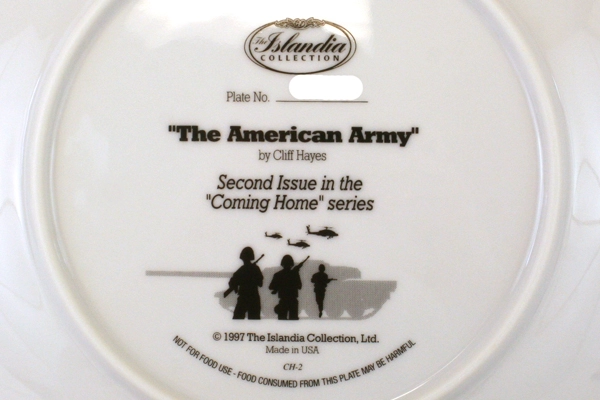 The Islandia
COLLECTION
Plate No.
"The American Army"
by Cliff Hayes
Second Issue in the
"Coming Home" series
© 1997 The Islandia Collection, Ltd.
Made in USA
CH-2
NOT FOR FOOD USE - FOOD CONSUMED FROM THIS PLATE MAY BE HARMFUL